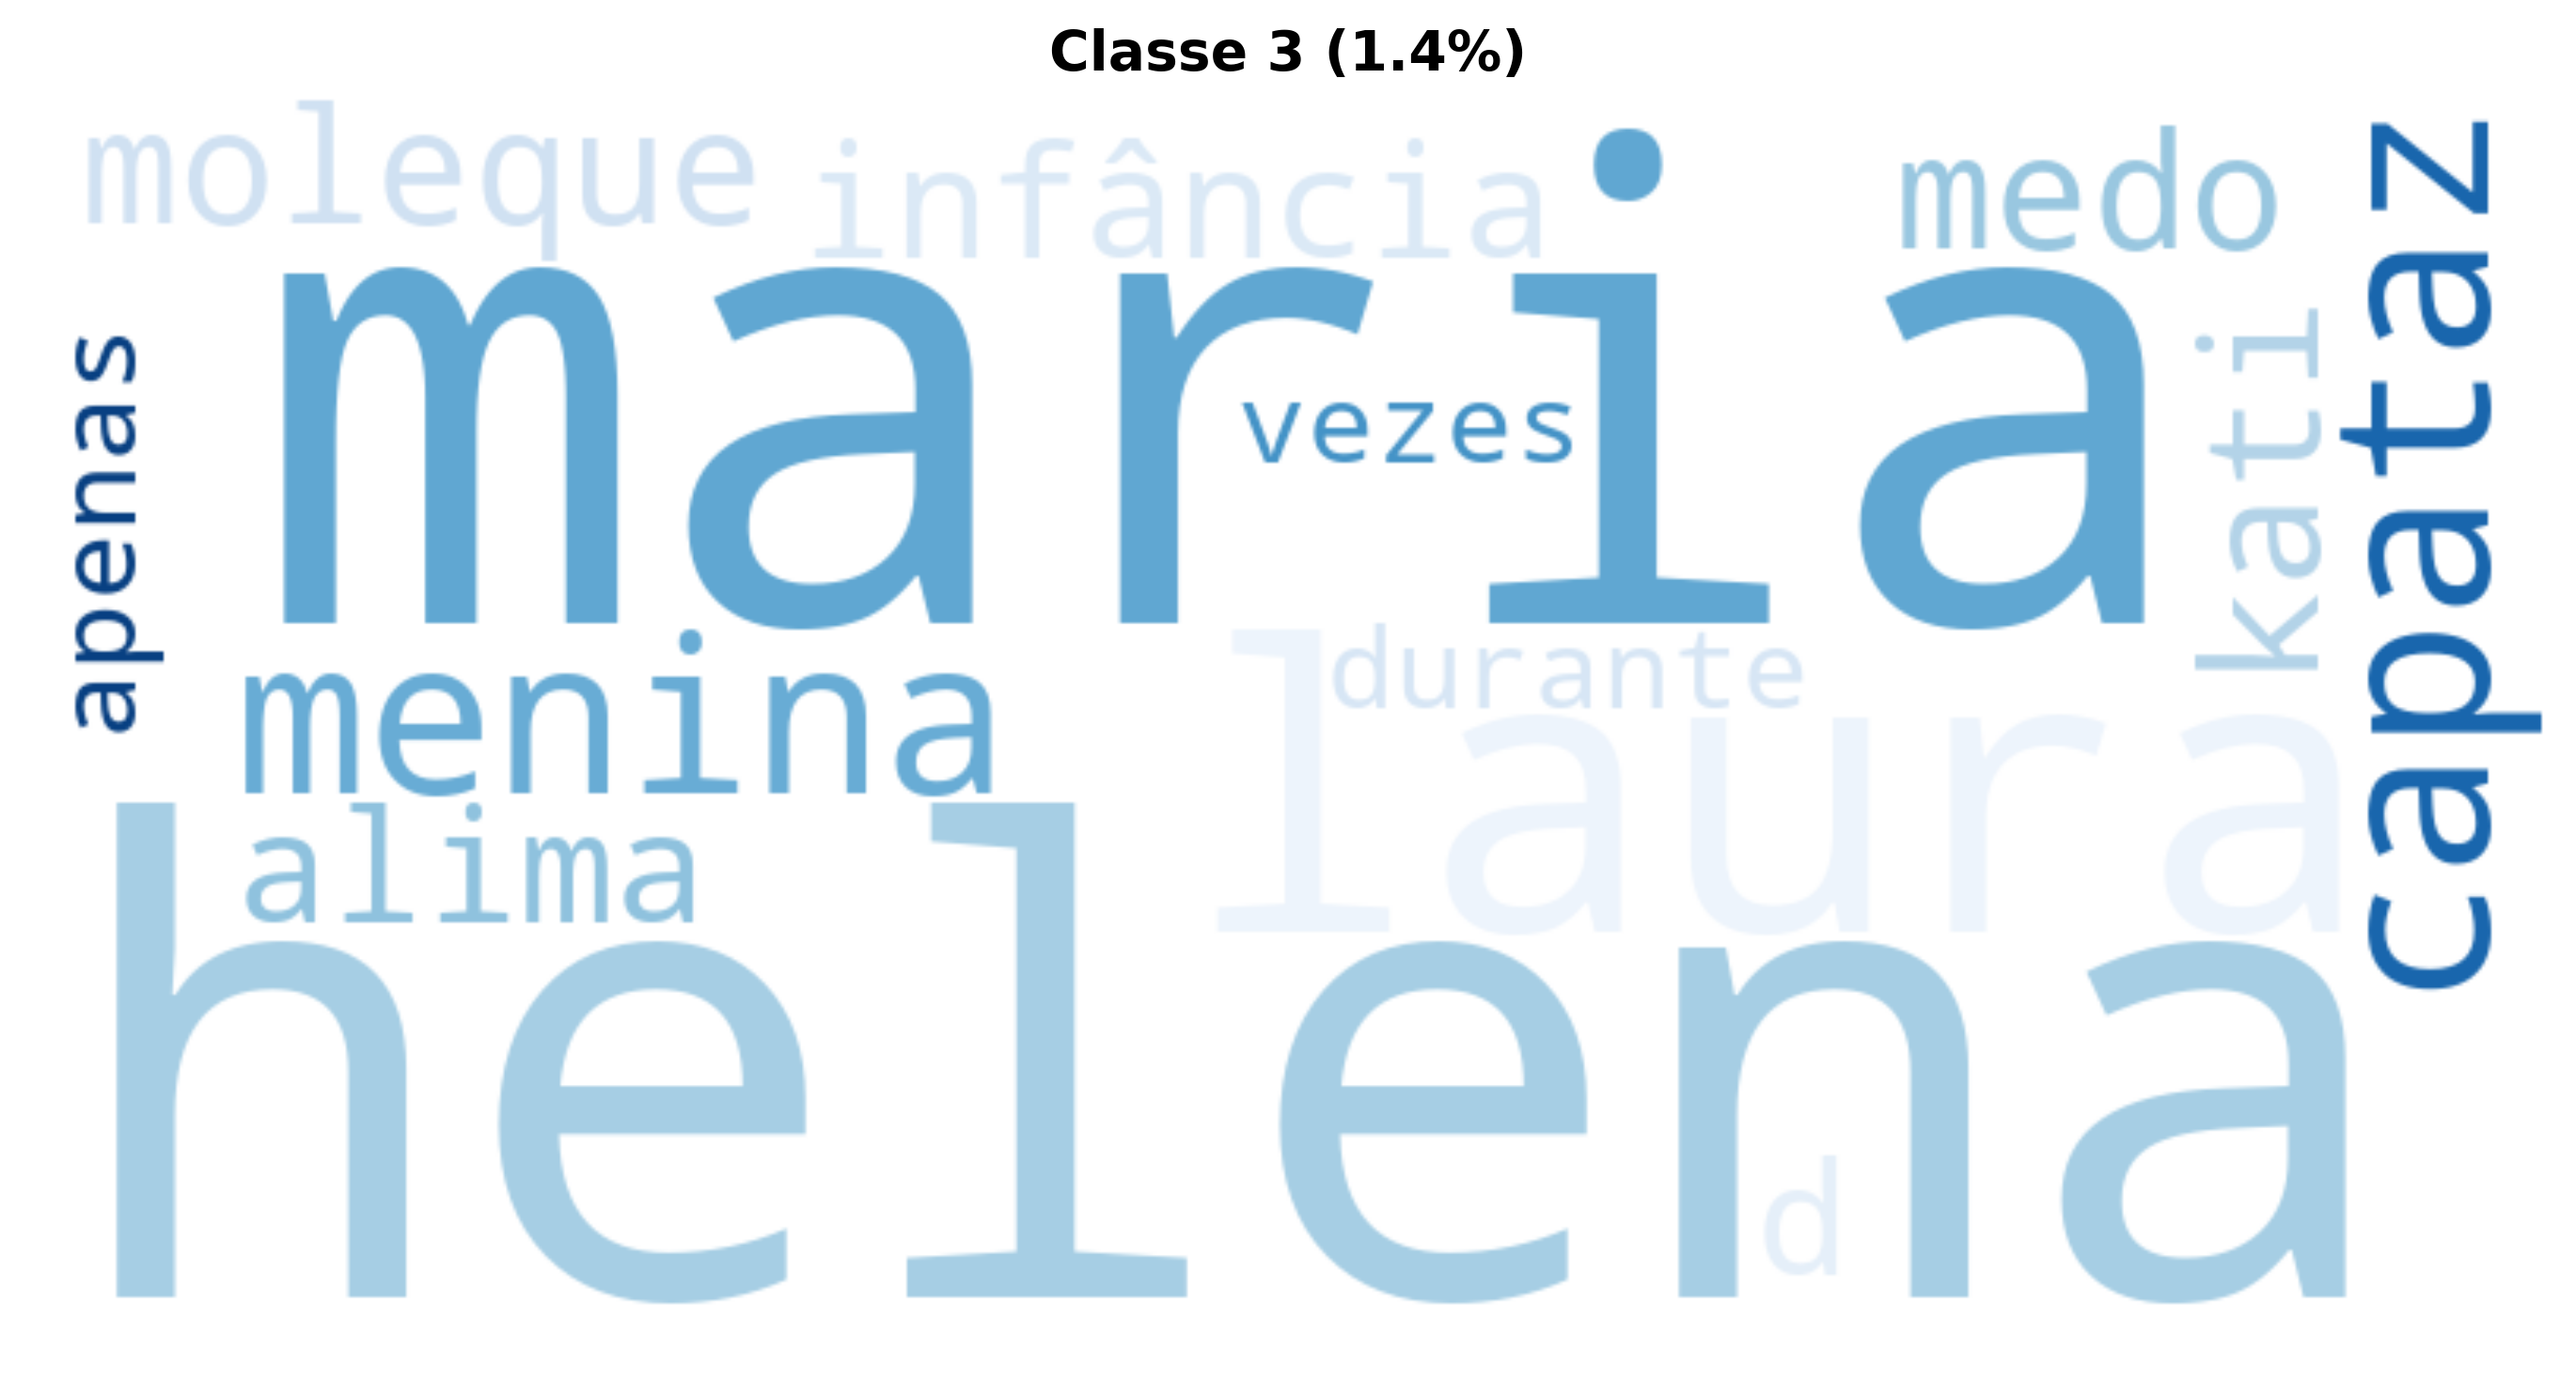 Classe 3 (1.4%)
moleque
infância
medo
capataz
maria
apenas
vezes
kati
menina
durante
laura
alima
helena
d